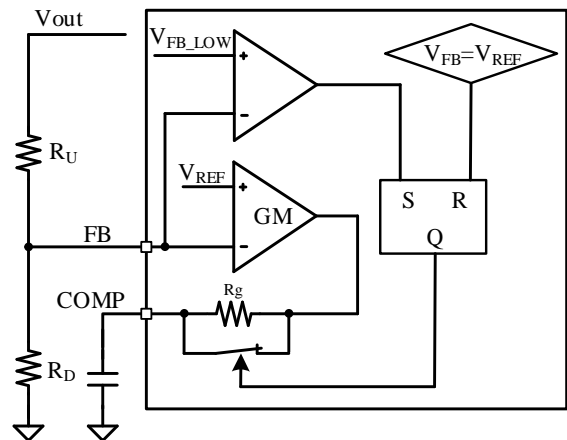 Vout
V_FB_LOW
+
-
V_FB=V_REF
R_U
V_REF
+
-
GM
S R
Q
FB
COMP
Rg
R_D